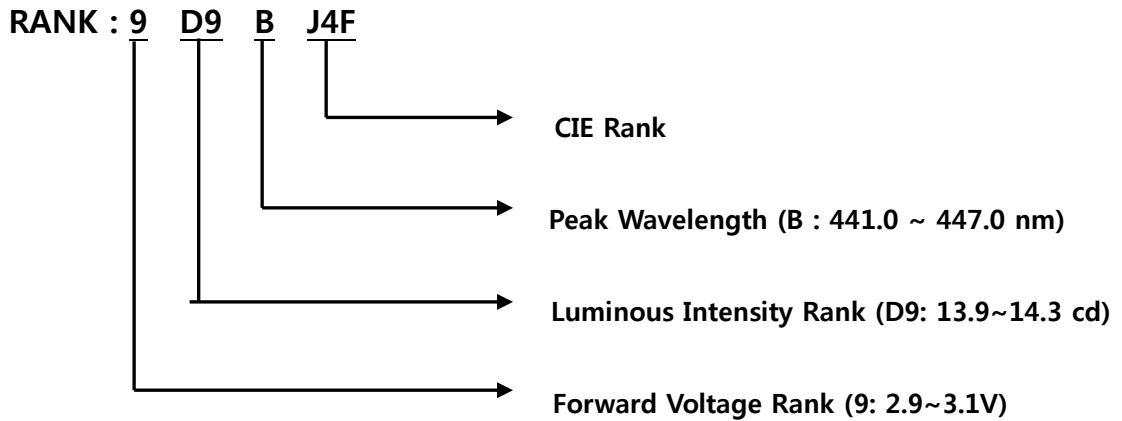 RANK : 9 D9 B J4F
CIE Rank
Peak Wavelength (B : 441.0 ~ 447.0 nm)
Luminous Intensity Rank (D9: 13.9~14.3 cd)
Forward Voltage Rank (9: 2.9~3.1V)